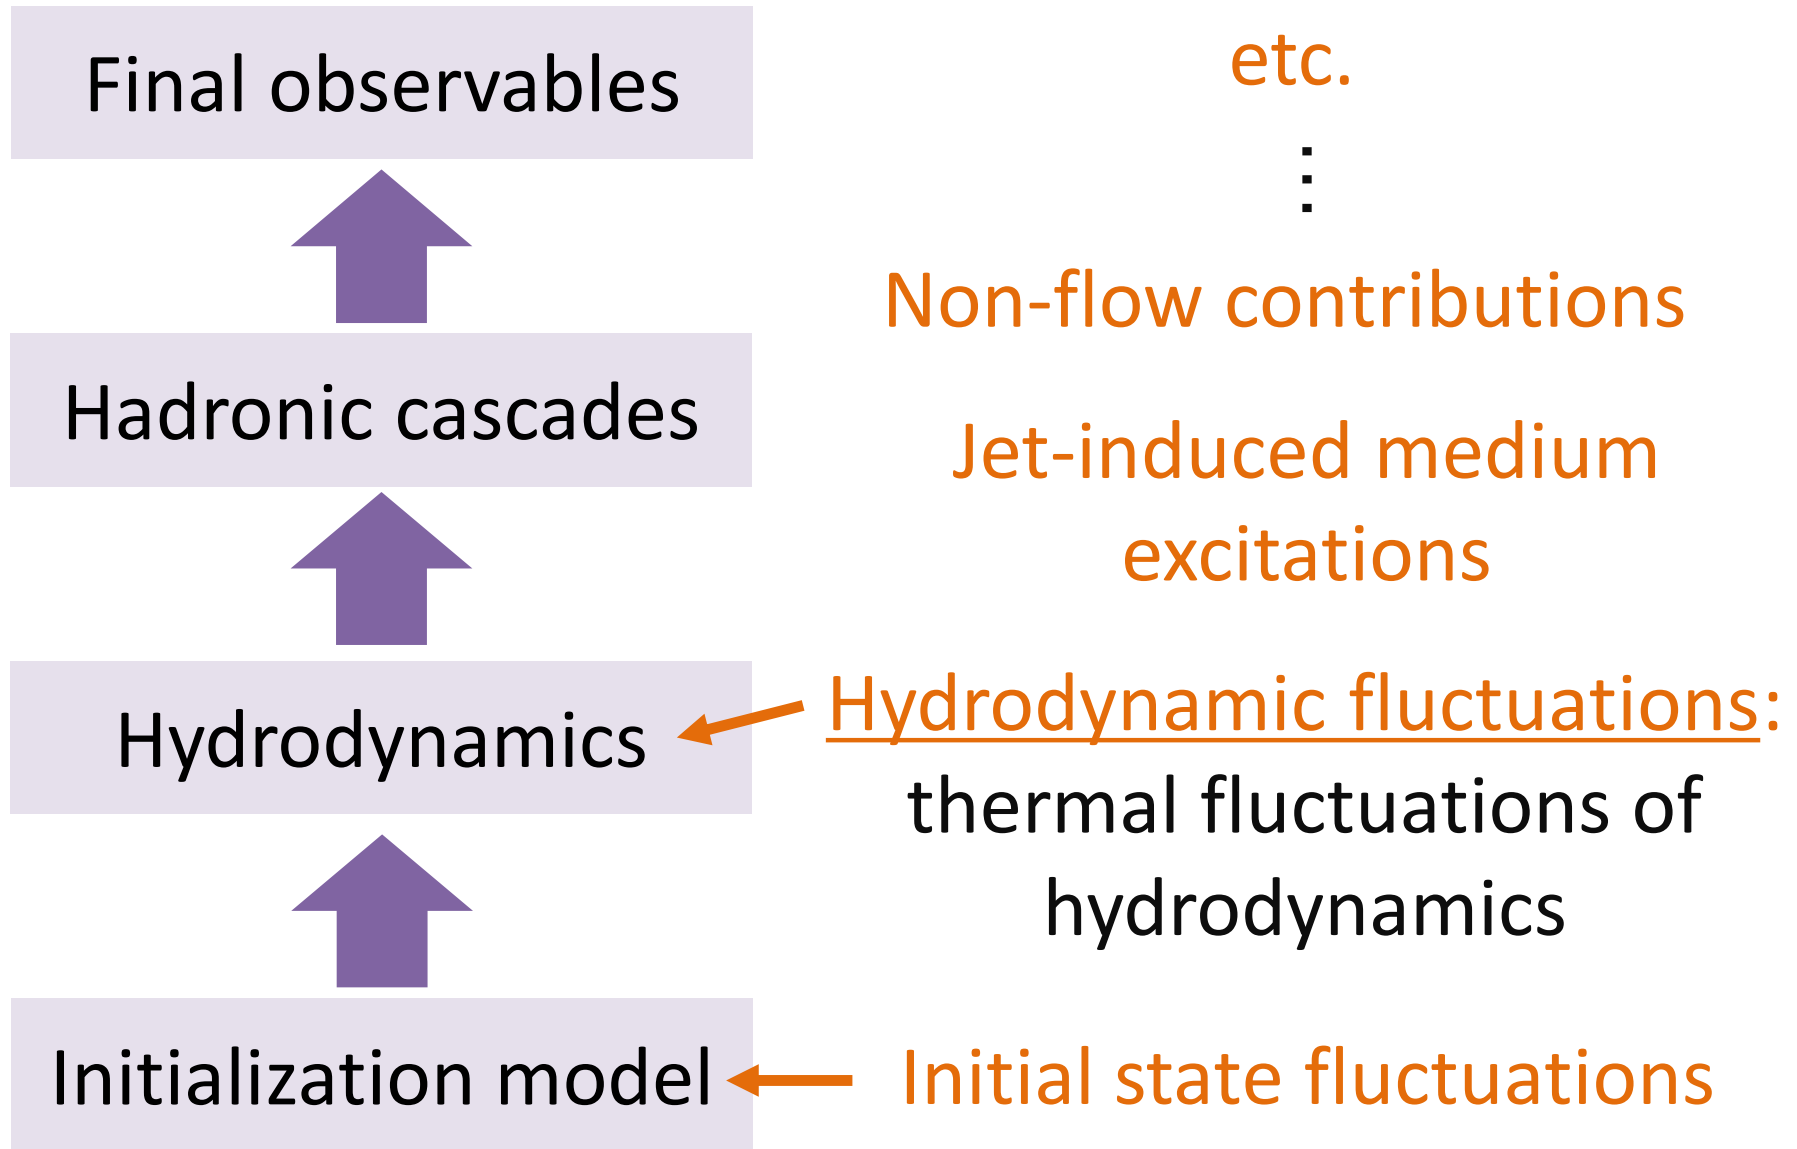 Final observables
Hadronic cascades
Hydrodynamics
Initialization model
etc.
⋮
Non-flow contributions
Jet-induced medium
excitations
Hydrodynamic fluctuations:
thermal fluctuations of
hydrodynamics
Initial state fluctuations